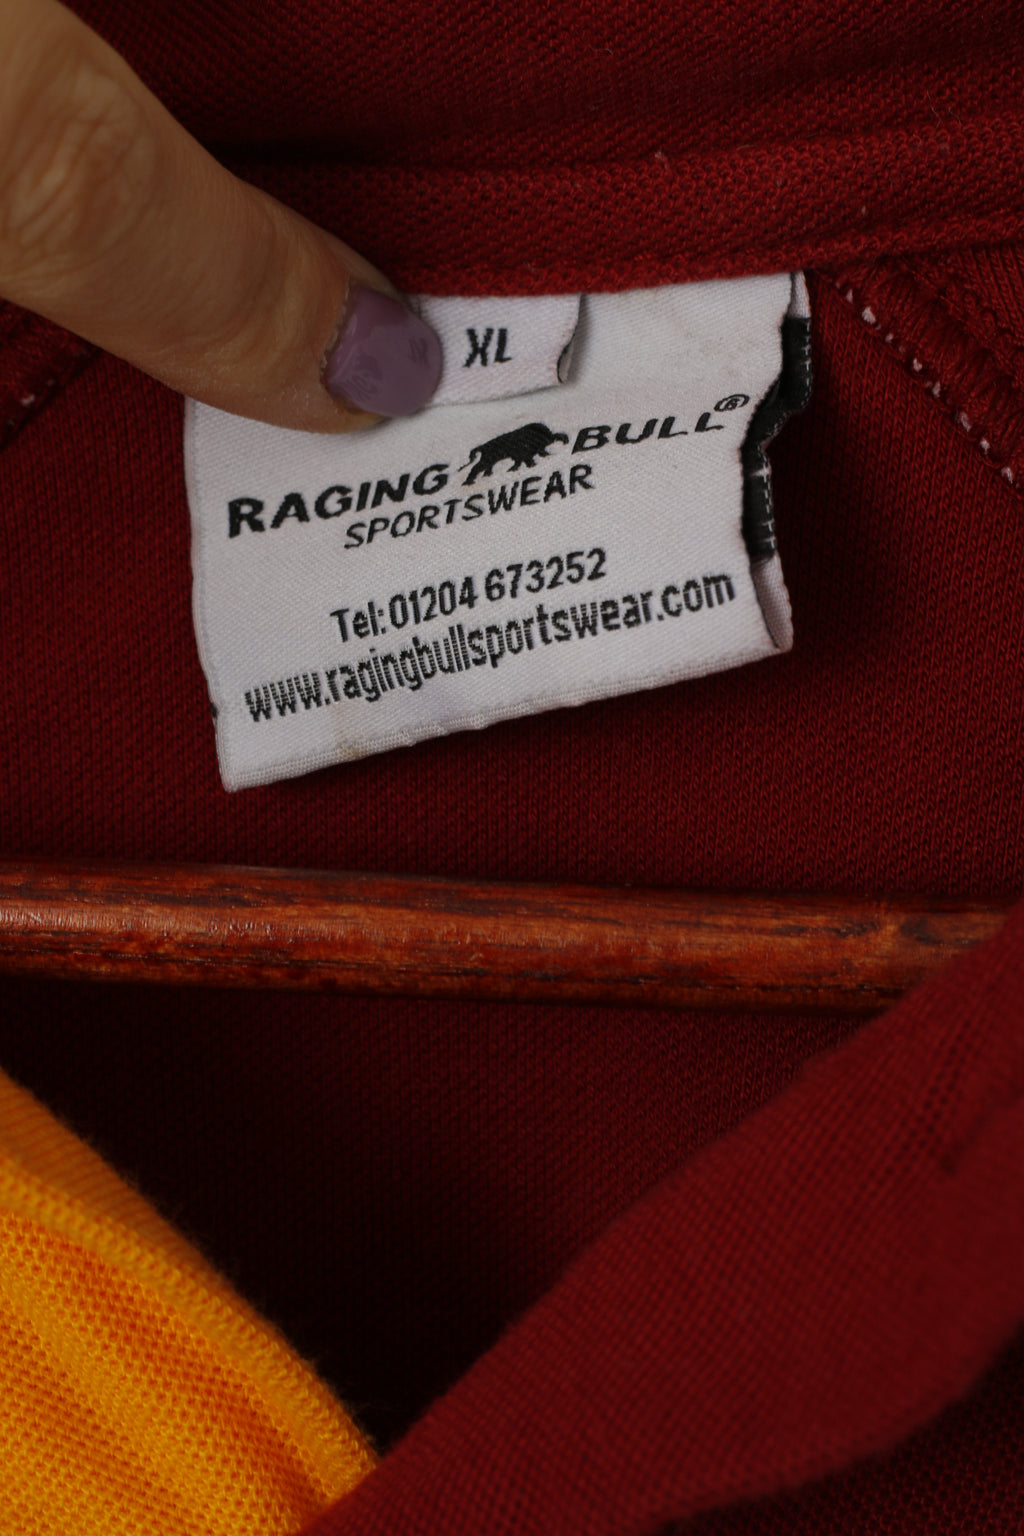 XL
RAGING BULL®
SPORTSWEAR
Tel: 01204 673252
www.ragingbullsportswear.com